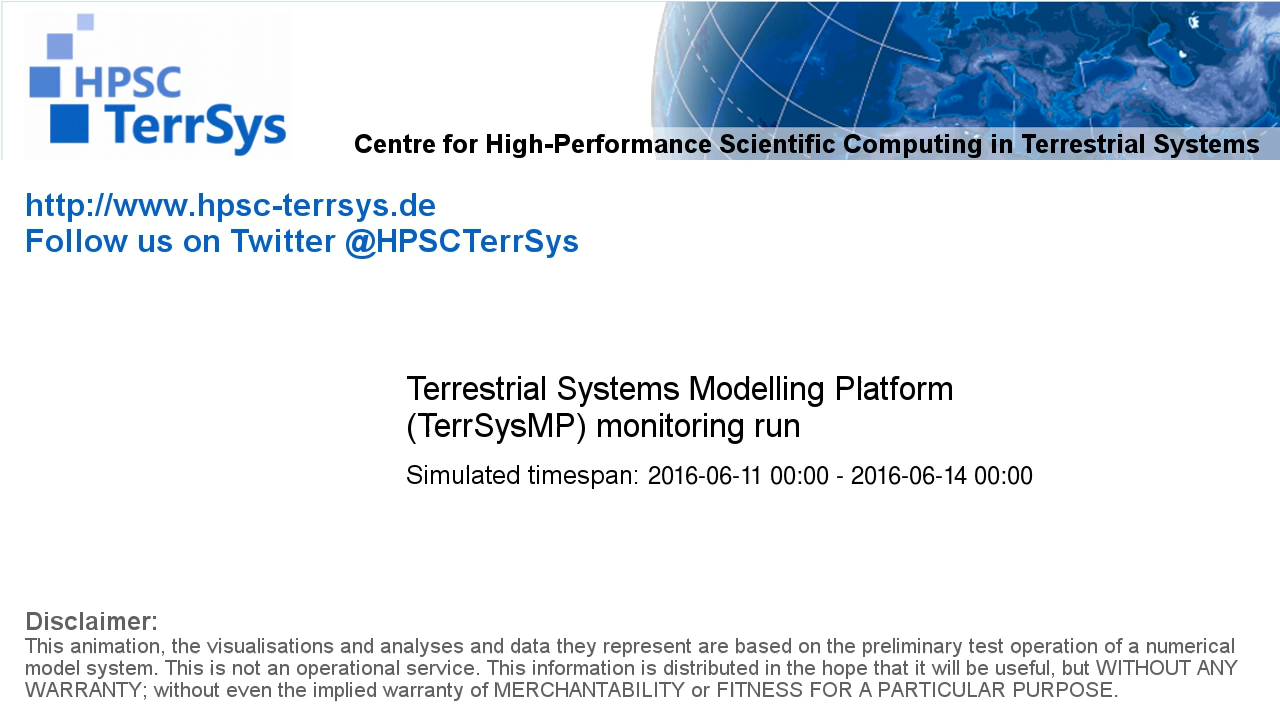 HPSC
TerrSys
Centre for High-Performance Scientific Computing in Terrestrial Systems
http://www.hpsc-terrsys.de
Follow us on Twitter @HPSCTerrSys
Terrestrial Systems Modelling Platform
(TerrSysMP) monitoring run
Simulated timespan: 2016-06-11 00:00 - 2016-06-14 00:00
Disclaimer:
This animation, the visualisations and analyses and data they represent are based on the preliminary test operation of a numerical
model system. This is not an operational service. This information is distributed in the hope that it will be useful, but WITHOUT ANY
WARRANTY; without even the implied warranty of MERCHANTABILITY or FITNESS FOR A PARTICULAR PURPOSE.